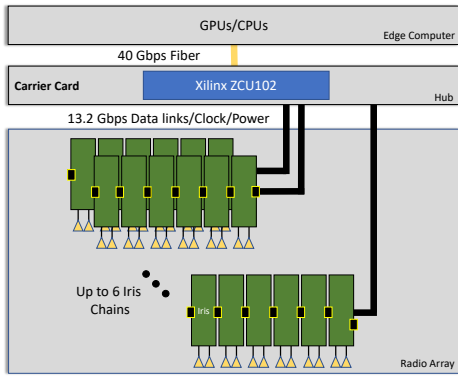 GPUs/CPUs
Edge Computer
40 Gbps Fiber
Carrier Card
Xilinx ZCU102
Hub
13.2 Gbps Data links/Clock/Power
Up to 6 Iris
Chains
Iris
Radio Array